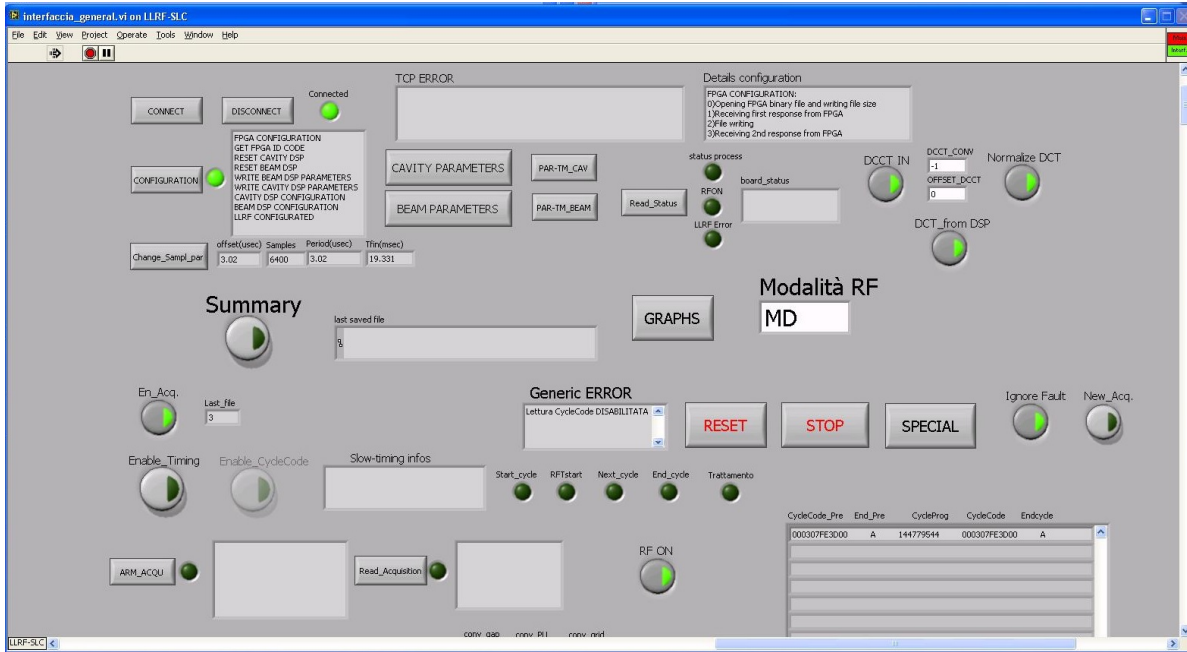 interfaccia_general.vi on LLRF-SLC
File Edit View Project Operate Tools Window Help
TCP ERROR
Details configuration
FPGA CONFIGURATION:
0)Opening FPGA binary file and writing file size
1)Receiving first response from FPGA
2)File writing
3)Receiving 2nd response from FPGA
CONNECT
DISCONNECT
Connected
CONFIGURATION
FPGA CONFIGURATION
GET FPGA ID CODE
RESET CAVITY DSP
RESET BEAM DSP
WRITE BEAM DSP PARAMETERS
WRITE CAVITY DSP PARAMETERS
CAVITY DSP CONFIGURATION
BEAM DSP CONFIGURATION
LLRF CONFIGURATED
CAVITY PARAMETERS
PAR-TM_CAV
BEAM PARAMETERS
PAR-TM_BEAM
Read_Status
status process
RFON
LLRF Error
board_status
DCCT IN
DCCT_CONV
-1
OFFSET_DCCT
0
Normalize DCT
DCT_from DSP
Change_Sampl_par
offset(usec) Samples Period(usec) Tfin(msec)
3.02 6400 3.02 19.331
Summary
last saved file
GRAPHS
Modalità RF
MD
En_Acq.
Last_file
3
Generic ERROR
Lettura CycleCode DISABILITATA
RESET
STOP
SPECIAL
Ignore Fault
New_Acq.
Enable_Timing
Enable_CycleCode
Slow-timing infos
Start_cycle RFTstart Next_cycle End_cycle Trattamento
CycleCode_Pre End_Pre CycleProg CycleCode Endcycle
000307FE3D00 A 144779544 000307FE3D00 A
ARM_ACQU
Read_Acquisition
RF ON
conv_gap conv_PU conv_grid
LLRF-SLC